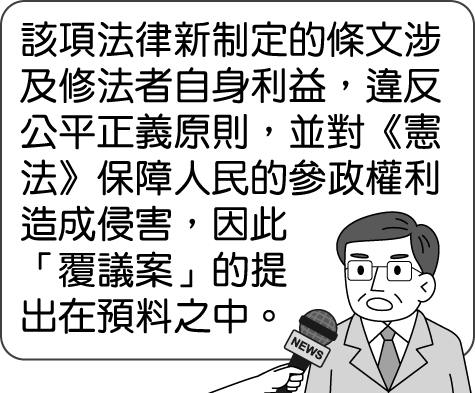 該項法律新制定的條文涉
及修法者自身利益，違反
公平正義原則，並對《憲
法》保障人民的參政權利
造成侵害，因此
「覆議案」的提
出在預料之中。
NEWS